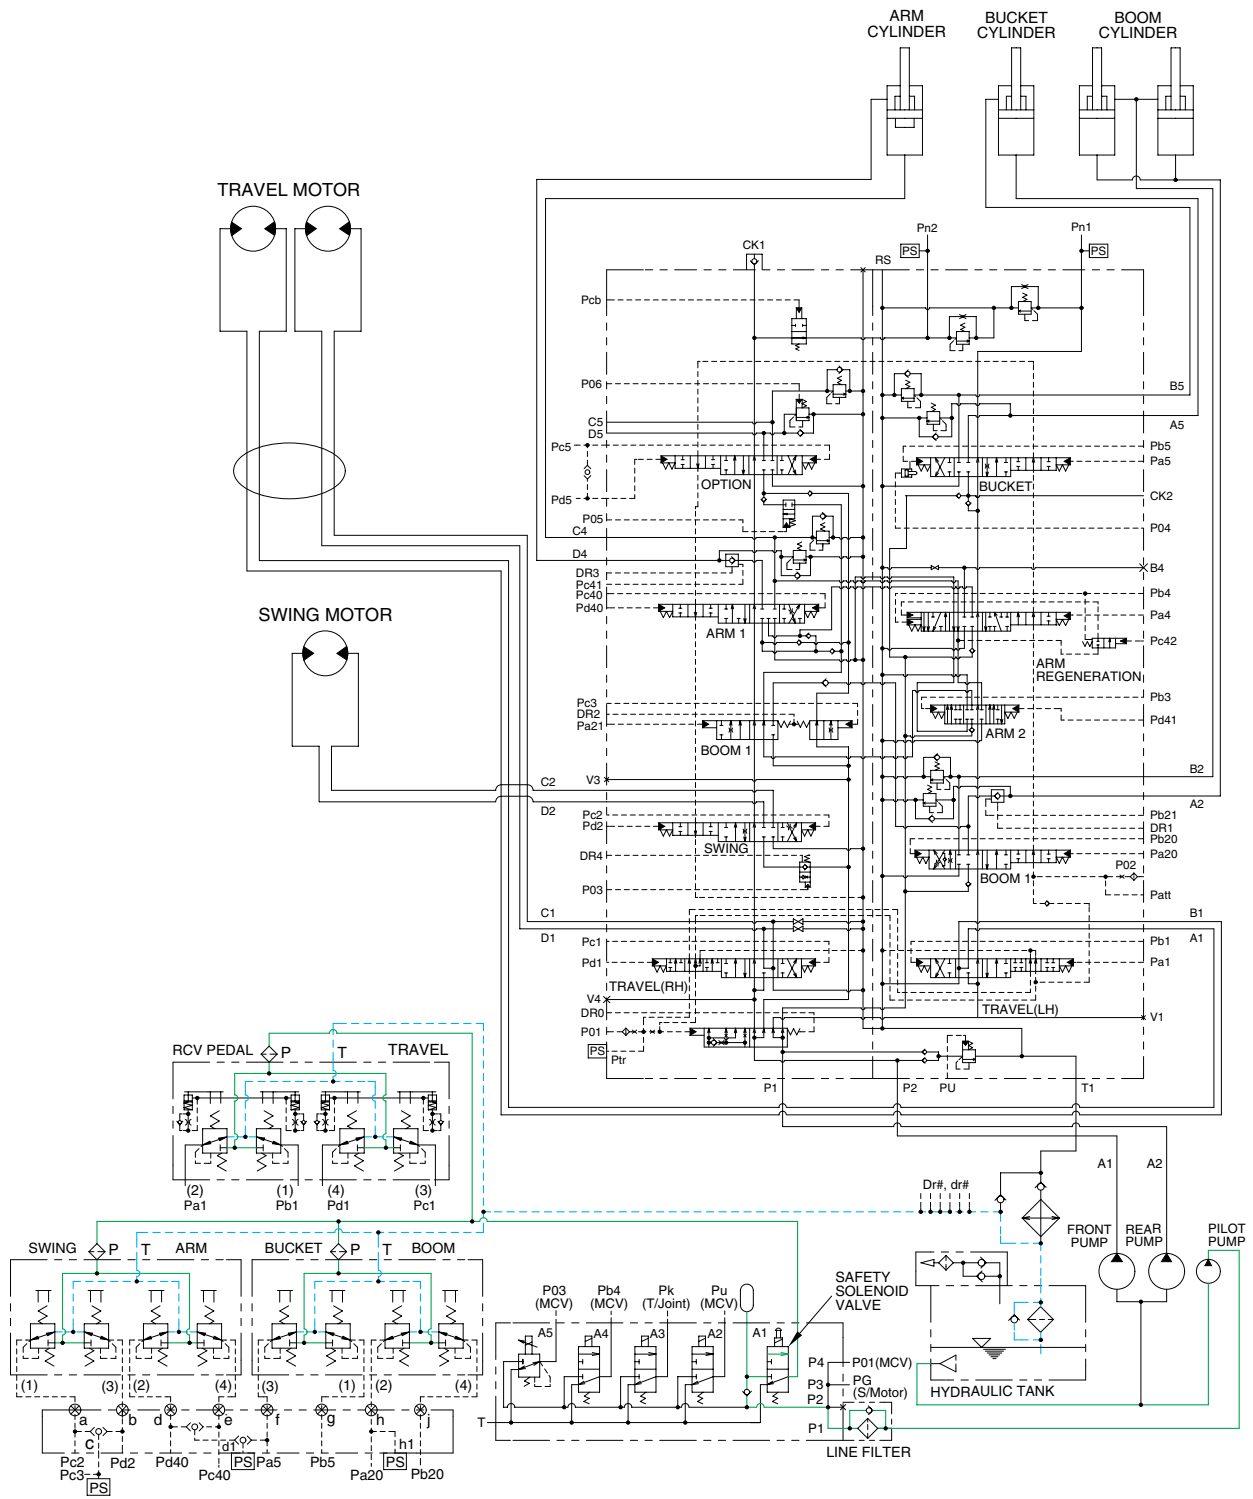 ARM
CYLINDER
BUCKET
CYLINDER
BOOM
CYLINDER
TRAVEL MOTOR
SWING MOTOR
CK1
RS
Pn2
PS
Pn1
PS
Pcb
P06
C5
D5
Pc5
Pd5
OPTION
P05
C4
D4
DR3
Pc41
Pc40
Pd40
ARM 1
Pc3
DR2
Pa21
BOOM 1
V3
C2
D2
Pc2
Pd2
SWING
DR4
P03
C1
D1
Pc1
Pd1
TRAVEL(RH)
V4
DR0
P01
PS
Ptr
B5
A5
Pb5
Pa5
BUCKET
CK2
P04
B4
Pb4
Pa4
Pc42
ARM
REGENERATION
Pb3
Pd41
ARM 2
B2
A2
Pb21
DR1
Pb20
Pa20
BOOM 1
P02
Patt
B1
A1
Pb1
Pa1
TRAVEL(LH)
V1
P1
P2
PU
T1
RCV PEDAL
P
T
TRAVEL
(2)
Pa1
(1)
Pb1
(4)
Pd1
(3)
Pc1
SWING
P
T
ARM
BUCKET
P
T
BOOM
(1)
(3)
(2)
(4)
(3)
(1)
(2)
(4)
a
b
d
e
f
g
h
j
c
d1
h1
Pc2
Pc3
PS
Pd2
Pd40
Pc40
PS
Pa5
Pb5
Pa20
PS
Pb20
P03
(MCV)
Pb4
(MCV)
Pk
(T/Joint)
Pu
(MCV)
A5
A4
A3
A2
A1
SAFETY
SOLENOID
VALVE
T
P4
P01(MCV)
P3
PG
(S/Motor)
P2
P1
LINE FILTER
Dr#, dr#
A1
A2
FRONT
PUMP
REAR
PUMP
PILOT
PUMP
HYDRAULIC TANK